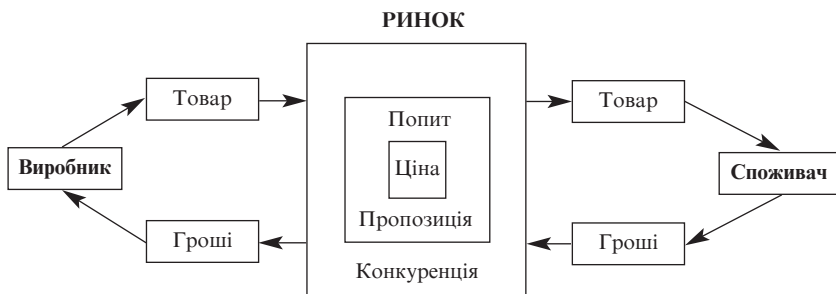 РИНОК
Товар
Товар
Попит
Виробник
Ціна
Споживач
Пропозиція
Гроші
Гроші
Конкуренція